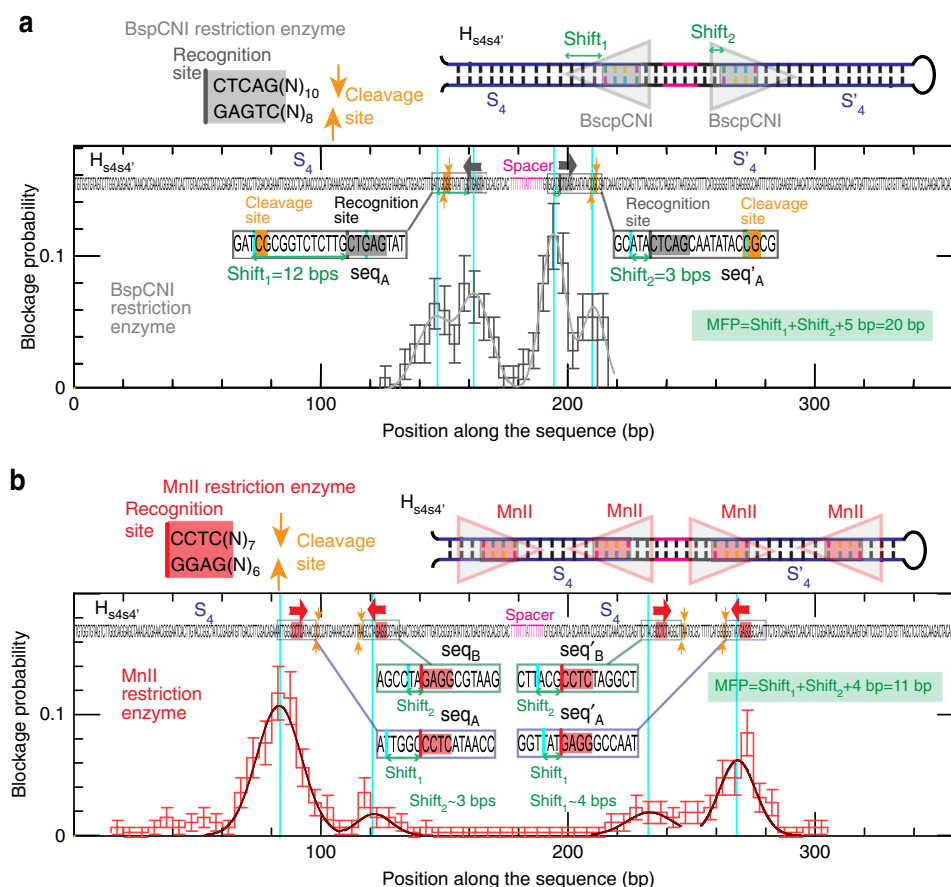 a
BspCNI restriction enzyme
Recognition
site
CTCAG(N)10
GAGTC(N)8
Cleavage
site
Hs4s4'
Shift1
Shift2
S4
S'4
BscpCNI
BscpCNI
Hs4s4'
S4
Spacer
S'4
Cleavage
site
Recognition
site
GATCGCGGTCTCTTGCTGAGTAT
Shift1=12 bps
seqA
Recognition
site
Cleavage
site
GCATACTCAGCAATATACCGCG
Shift2=3 bps
seq'A
BspCNI
restriction
enzyme
MFP=Shift1+Shift2+5 bp=20 bp
Blockage probability
0.1
0
0
100
200
300
Position along the sequence (bp)
b
MnII restriction enzyme
Recognition
site
CCTC(N)7
GGAG(N)6
Cleavage
site
Hs4s4'
MnII
MnII
MnII
MnII
S4
S'4
Hs4s4'
S4
Spacer
S4
MnII
restriction
enzyme
seqB
AGCCTAGAGGCGTAAG
Shift2
seqA
ATTGGCCCTCATAACC
Shift1
Shift2~3 bps
seq'B
CTTACGCCTCTAGGCT
Shift2
seq'A
GGTTATGAGGGCCAAT
Shift1
Shift1~4 bps
MFP=Shift1+Shift2+4 bp=11 bp
Blockage probability
0.1
0
0
100
200
300
Position along the sequence (bp)